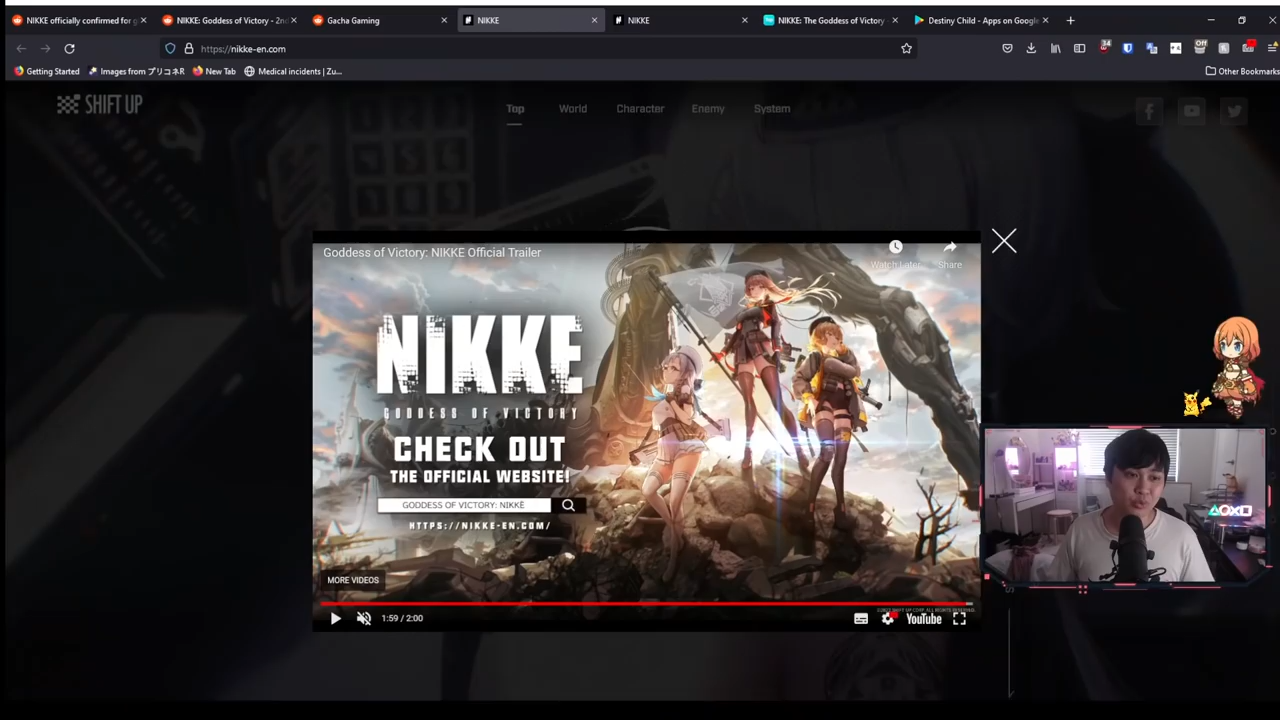 NIKKE officially confirmed for g
NIKKE: Goddess of Victory - 2nd
Gacha Gaming
NIKKE
NIKKE
NIKKE: The Goddess of Victory
Destiny Child - Apps on Google
https://nikke-en.com
34
Off
Getting Started
Images from プリコネR
New Tab
Medical incidents | Zu...
Other Bookmarks
SHIFT UP
Top
World
Character
Enemy
System
Goddess of Victory: NIKKE Official Trailer
Watch Later
Share
NIKKE
GODDESS OF VICTORY
CHECK OUT
THE OFFICIAL WEBSITE!
GODDESS OF VICTORY: NIKKE
HTTPS://NIKKE-EN.COM/
MORE VIDEOS
1:59 / 2:00
YouTube